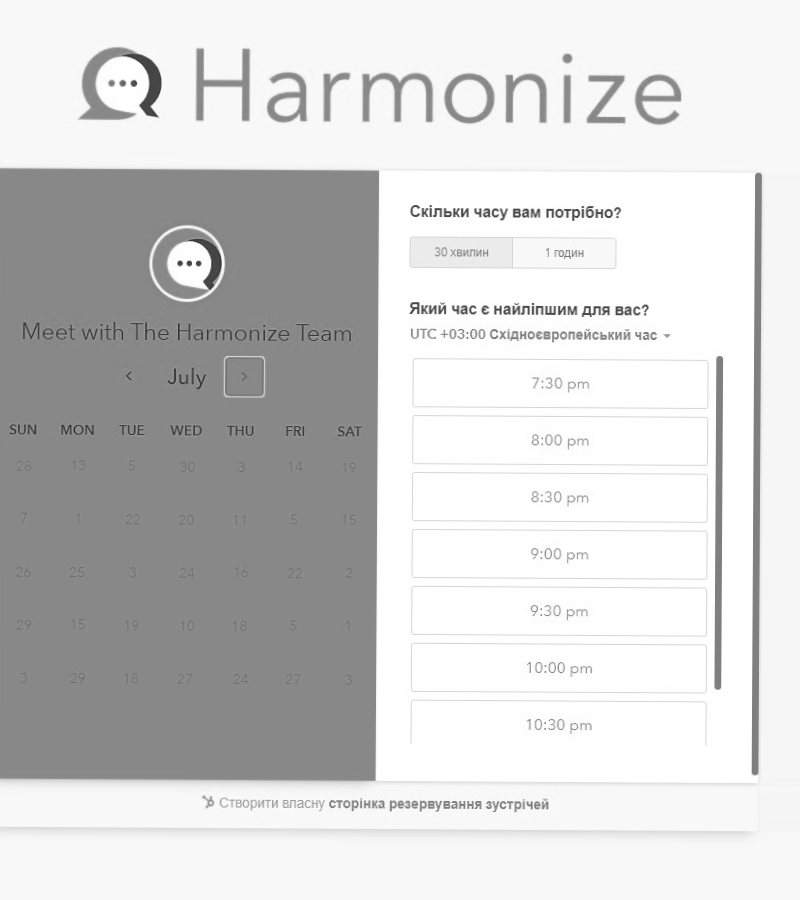 Harmonize
Meet with The Harmonize Team
July
SUN MON TUE WED THU FRI SAT
28 13 5 30 3 14 19
7 1 22 20 11 5 15
26 25 3 24 16 22 2
29 15 19 10 18 5 1
3 29 18 27 24 27 3
Скільки часу вам потрібно?
30 хвилин 1 годин
Який час є найліпшим для вас?
UTC +03:00 Східноєвропейський час
7:30 pm
8:00 pm
8:30 pm
9:00 pm
9:30 pm
10:00 pm
10:30 pm
Створити власну сторінка резервування зустрічей